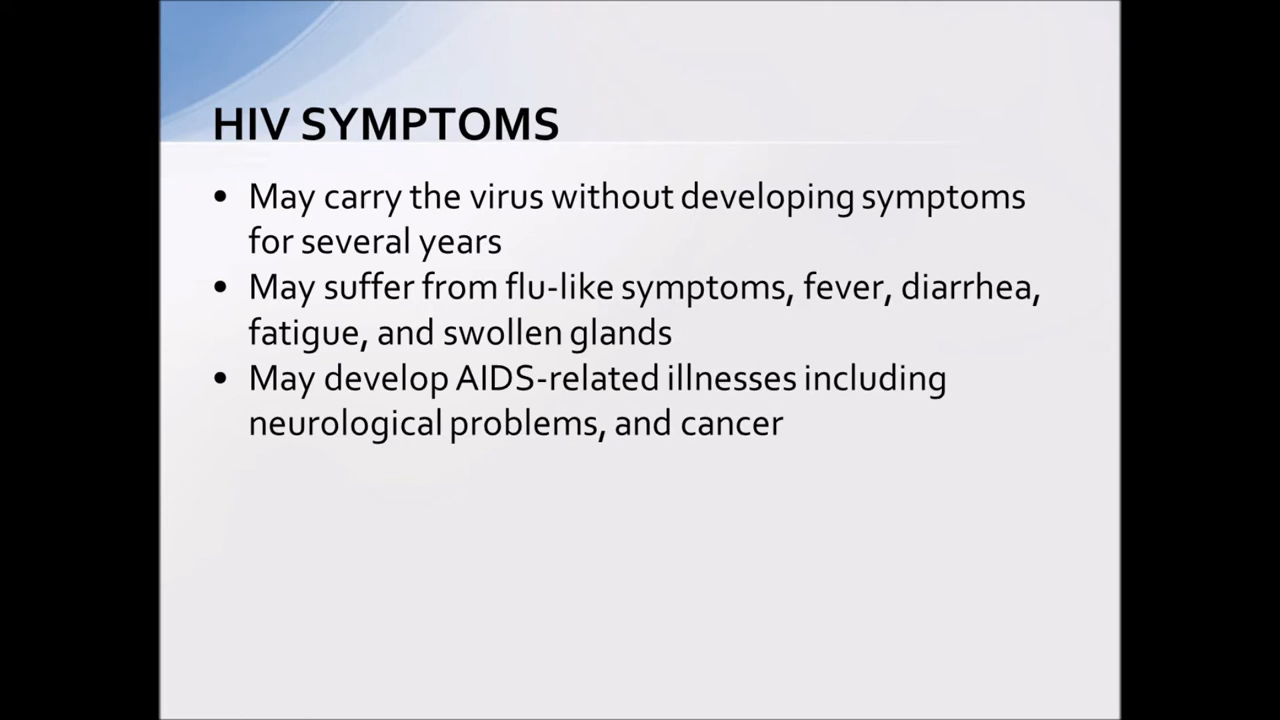 HIV SYMPTOMS
• May carry the virus without developing symptoms
for several years
• May suffer from flu-like symptoms, fever, diarrhea,
fatigue, and swollen glands
• May develop AIDS-related illnesses including
neurological problems, and cancer